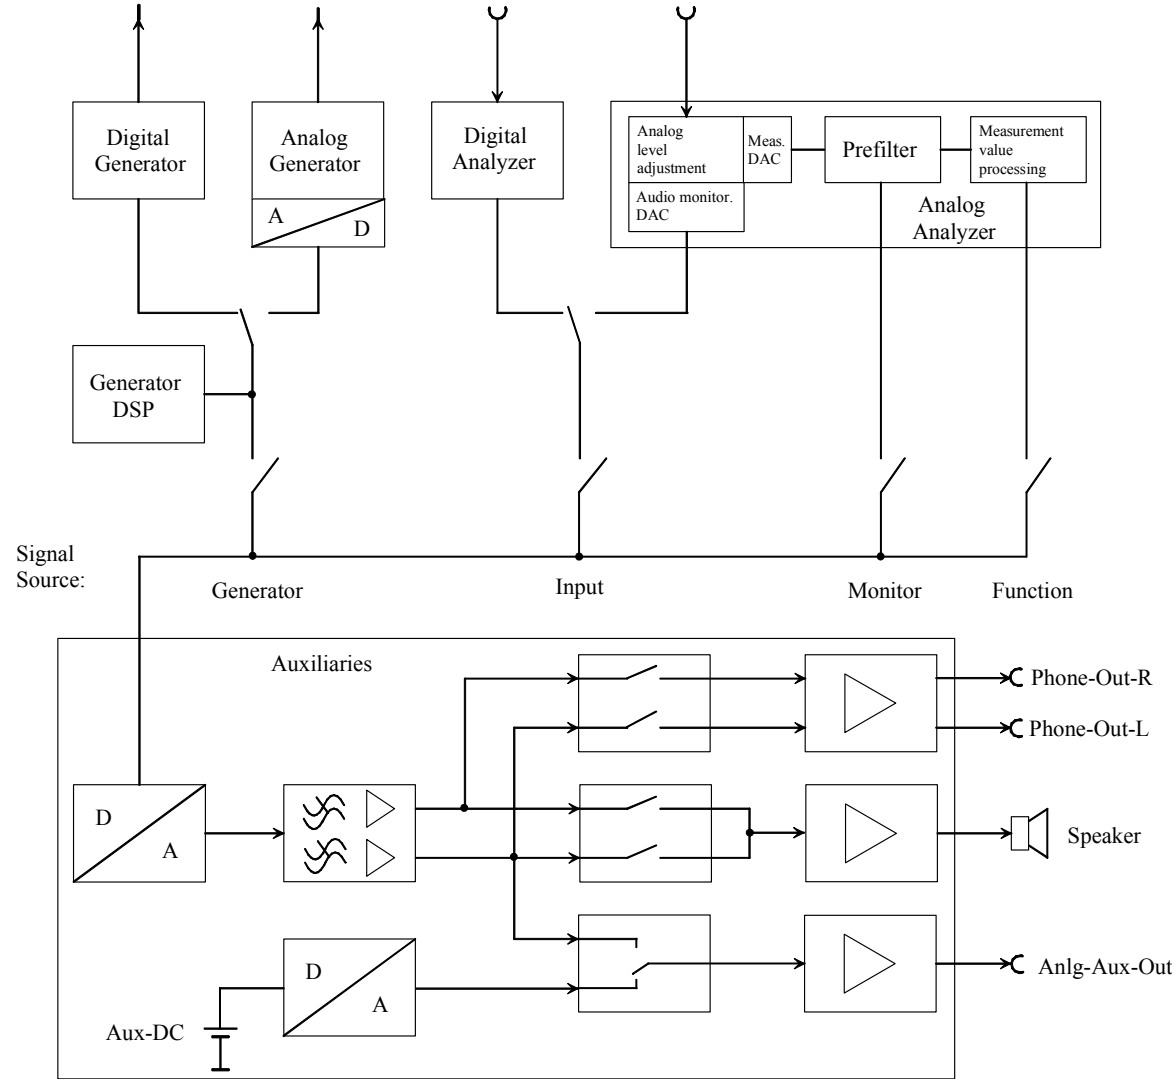 Digital
Generator
Analog
Generator
A
D
Digital
Analyzer
Analog
level
adjustment
Meas.
DAC
Audio monitor.
DAC
Prefilter
Measurement
value
processing
Analog
Analyzer
Generator
DSP
Signal
Source:
Generator
Input
Monitor
Function
Auxiliaries
Phone-Out-R
Phone-Out-L
D
A
Speaker
D
A
Aux-DC
Anlg-Aux-Out